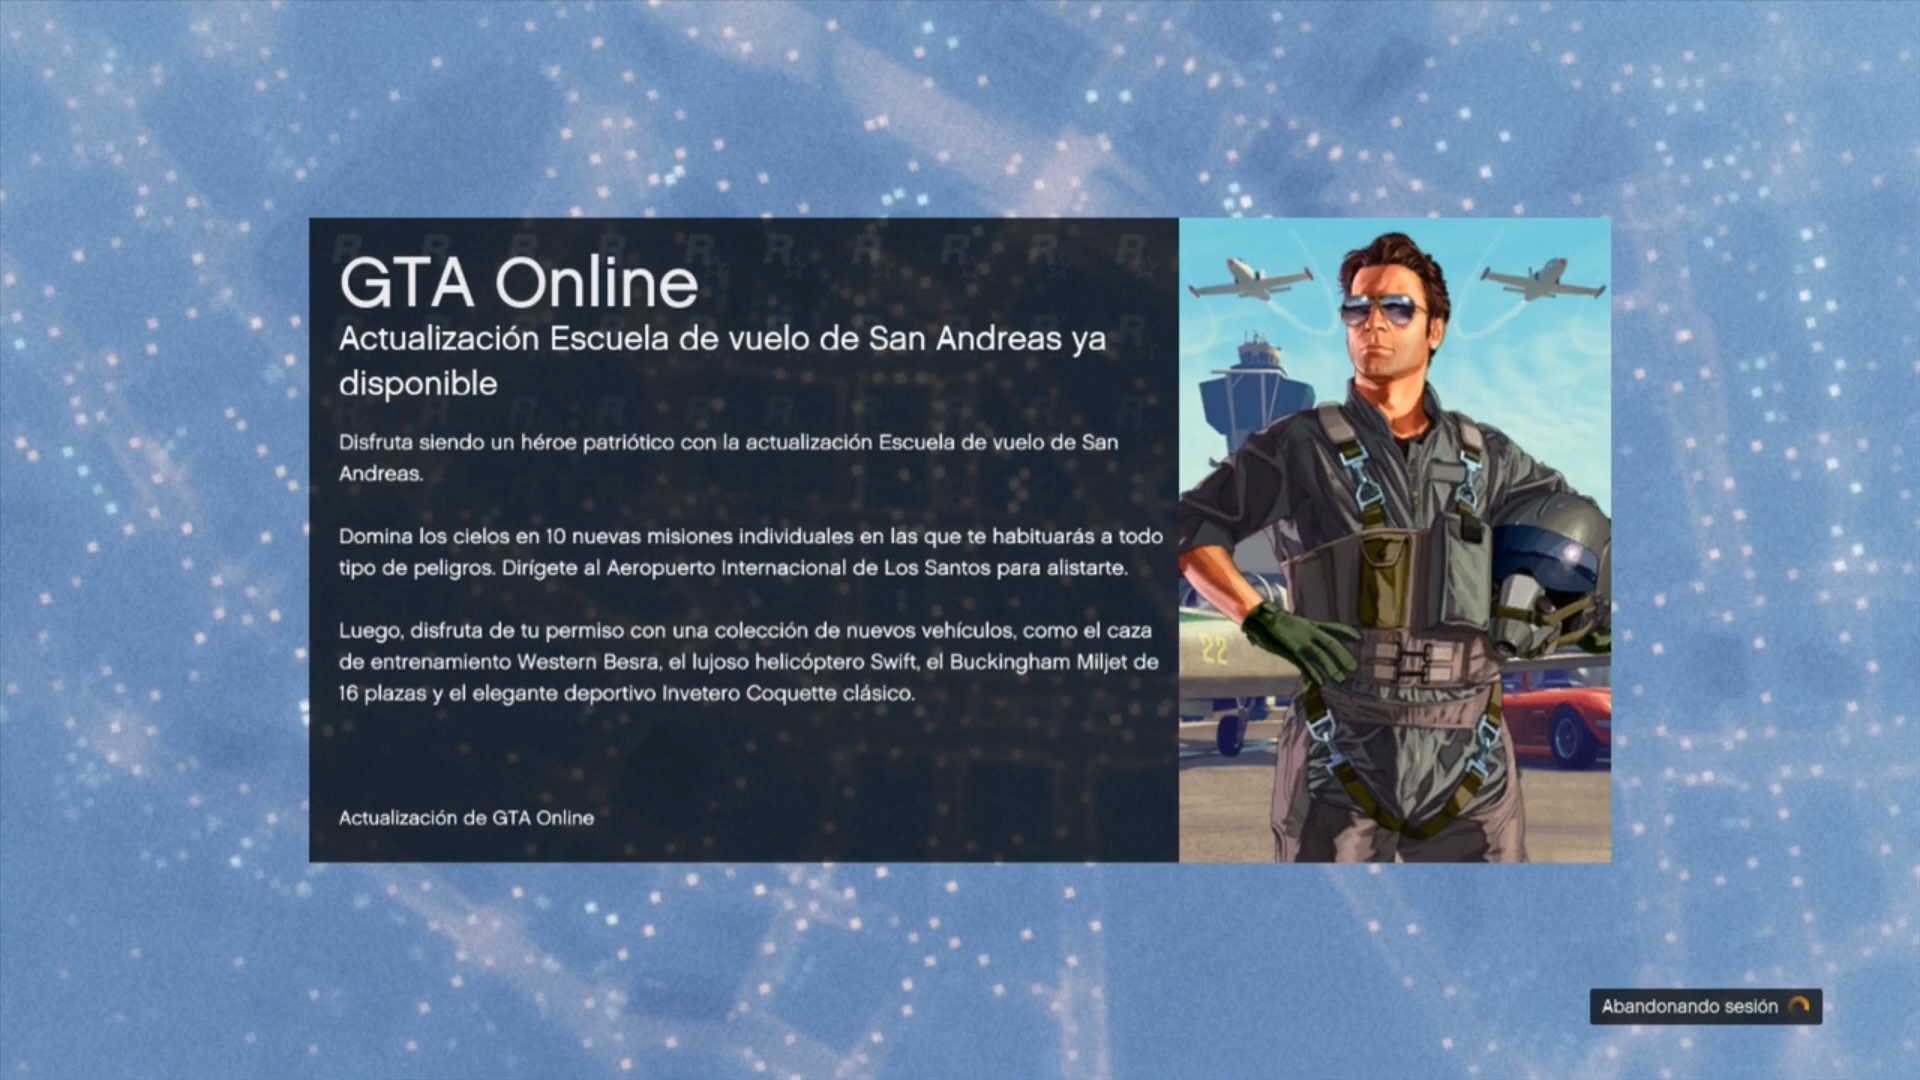 GTA Online
Actualización Escuela de vuelo de San Andreas ya
disponible
Disfruta siendo un héroe patriótico con la actualización Escuela de vuelo de San
Andreas.
Domina los cielos en 10 nuevas misiones individuales en las que te habituarás a todo
tipo de peligros. Dirígete al Aeropuerto Internacional de Los Santos para alistarte.
Luego, disfruta de tu permiso con una colección de nuevos vehículos, como el caza
de entrenamiento Western Besra, el lujoso helicóptero Swift, el Buckingham Miljet de
16 plazas y el elegante deportivo Invetero Coquette clásico.
Actualización de GTA Online
22
Abandonando sesión